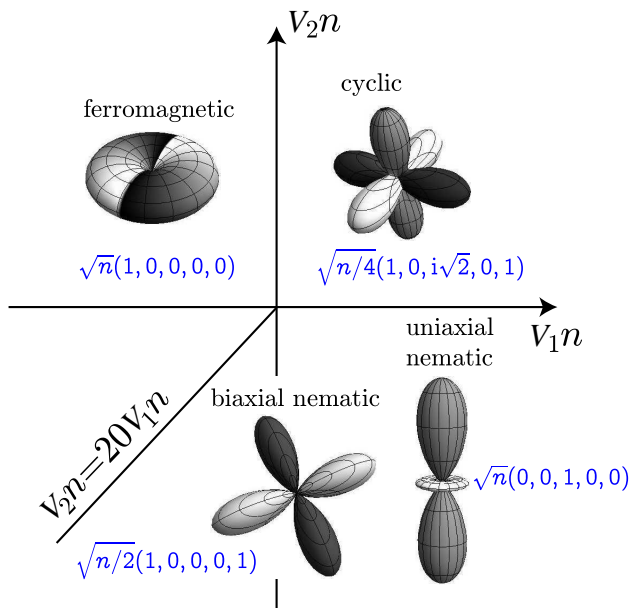 V₂n
cyclic
ferromagnetic
√n(1,0,0,0,0)
√n/4(1,0,i√2,0,1)
V₁n
uniaxial
nematic
biaxial nematic
V₂n=20V₁n
√n(0,0,1,0,0)
√n/2(1,0,0,0,1)